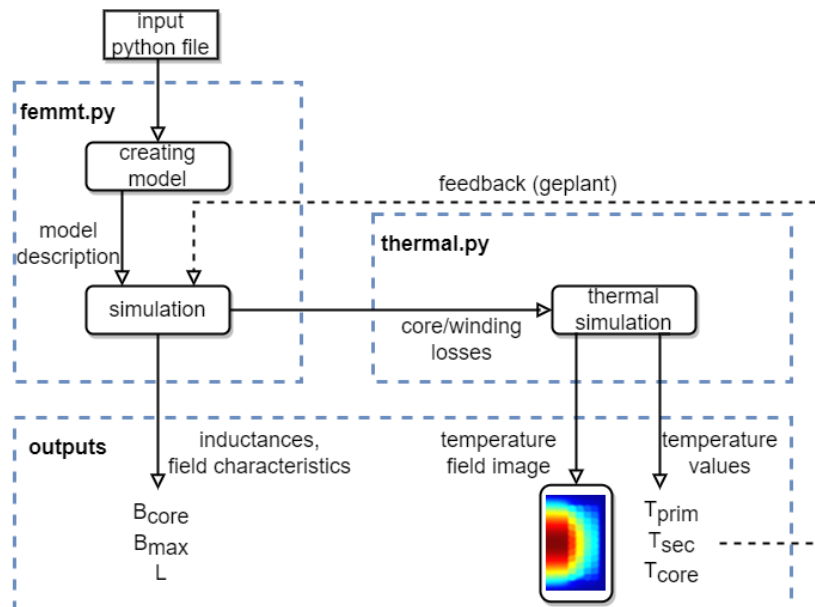 input
python file
femmt.py
creating
model
feedback (geplant)
model
description
thermal.py
simulation
thermal
simulation
core/winding
losses
outputs
inductances,
field characteristics
temperature
field image
temperature
values
Bcore
Bmax
L
Tprim
Tsec
Tcore